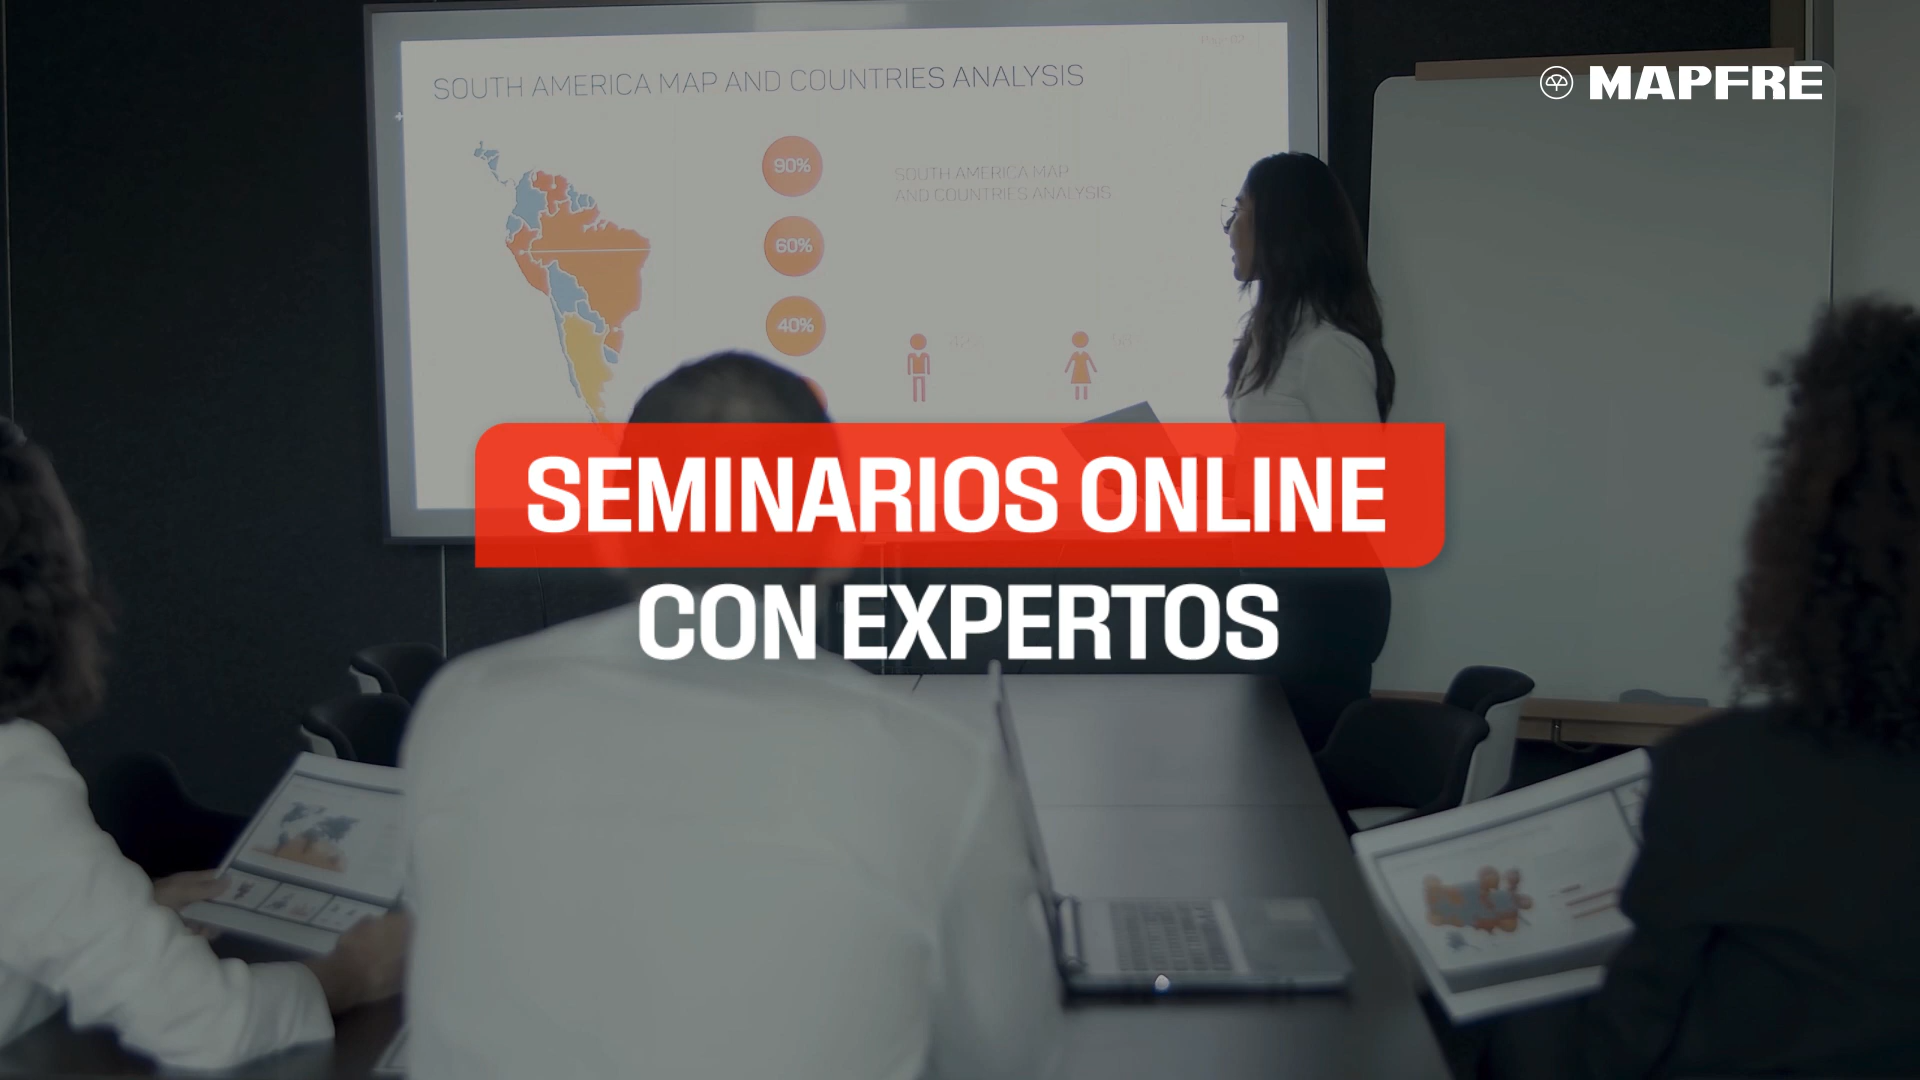 SOUTH AMERICA MAP AND COUNTRIES ANALYSIS
MAPFRE
90%
SOUTH AMERICA MAP
AND COUNTRIES ANALYSIS
60%
40%
SEMINARIOS ONLINE
CON EXPERTOS